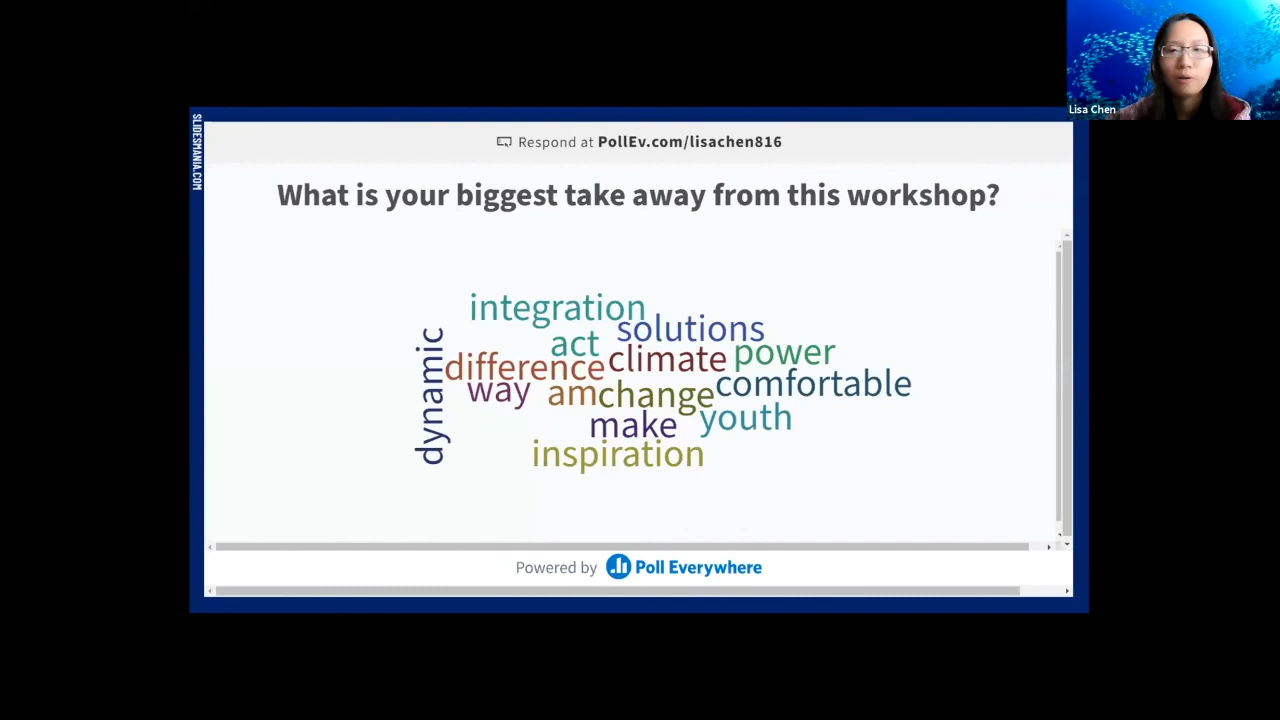 Lisa Chen
SLIDESMANIA.COM
Respond at PollEv.com/lisachen816
What is your biggest take away from this workshop?
integration
solutions
act
dynamic
difference
climate
power
way
am
change
comfortable
make
youth
inspiration
Powered by Poll Everywhere